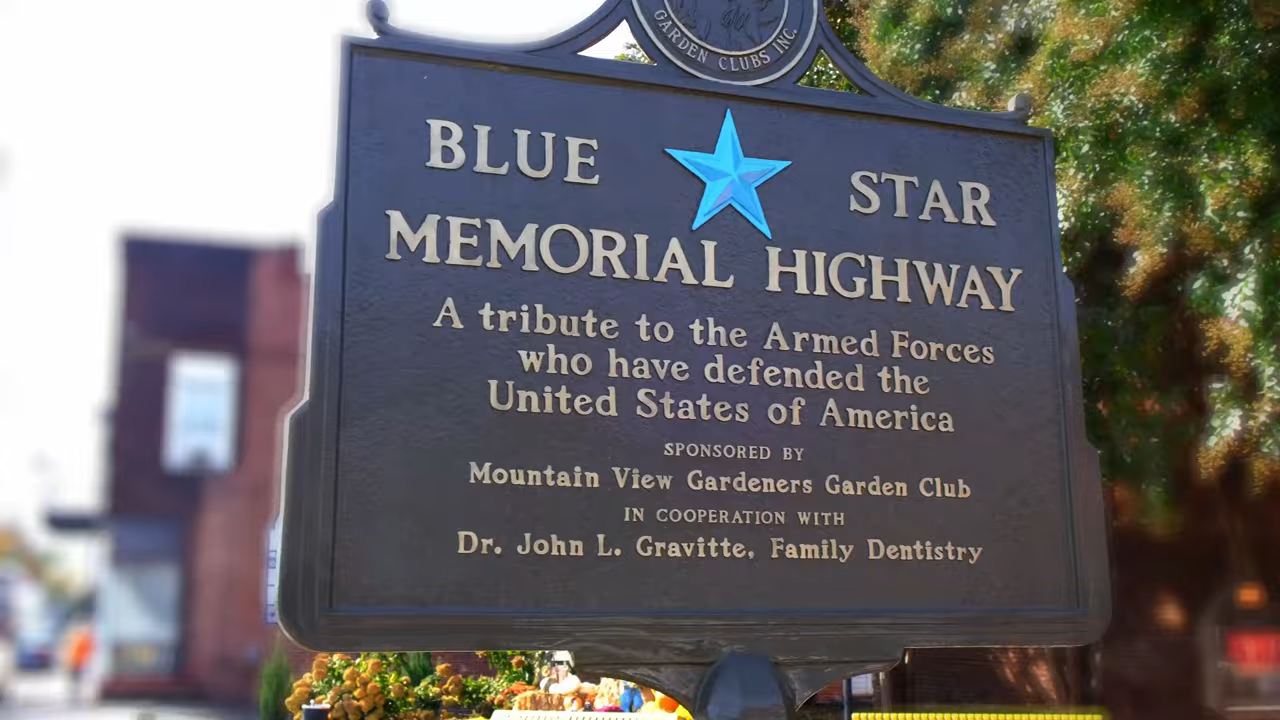 GARDEN CLUBS INC.
BLUE STAR
MEMORIAL HIGHWAY
A tribute to the Armed Forces
who have defended the
United States of America
SPONSORED BY
Mountain View Gardeners Garden Club
IN COOPERATION WITH
Dr. John L. Gravitte, Family Dentistry